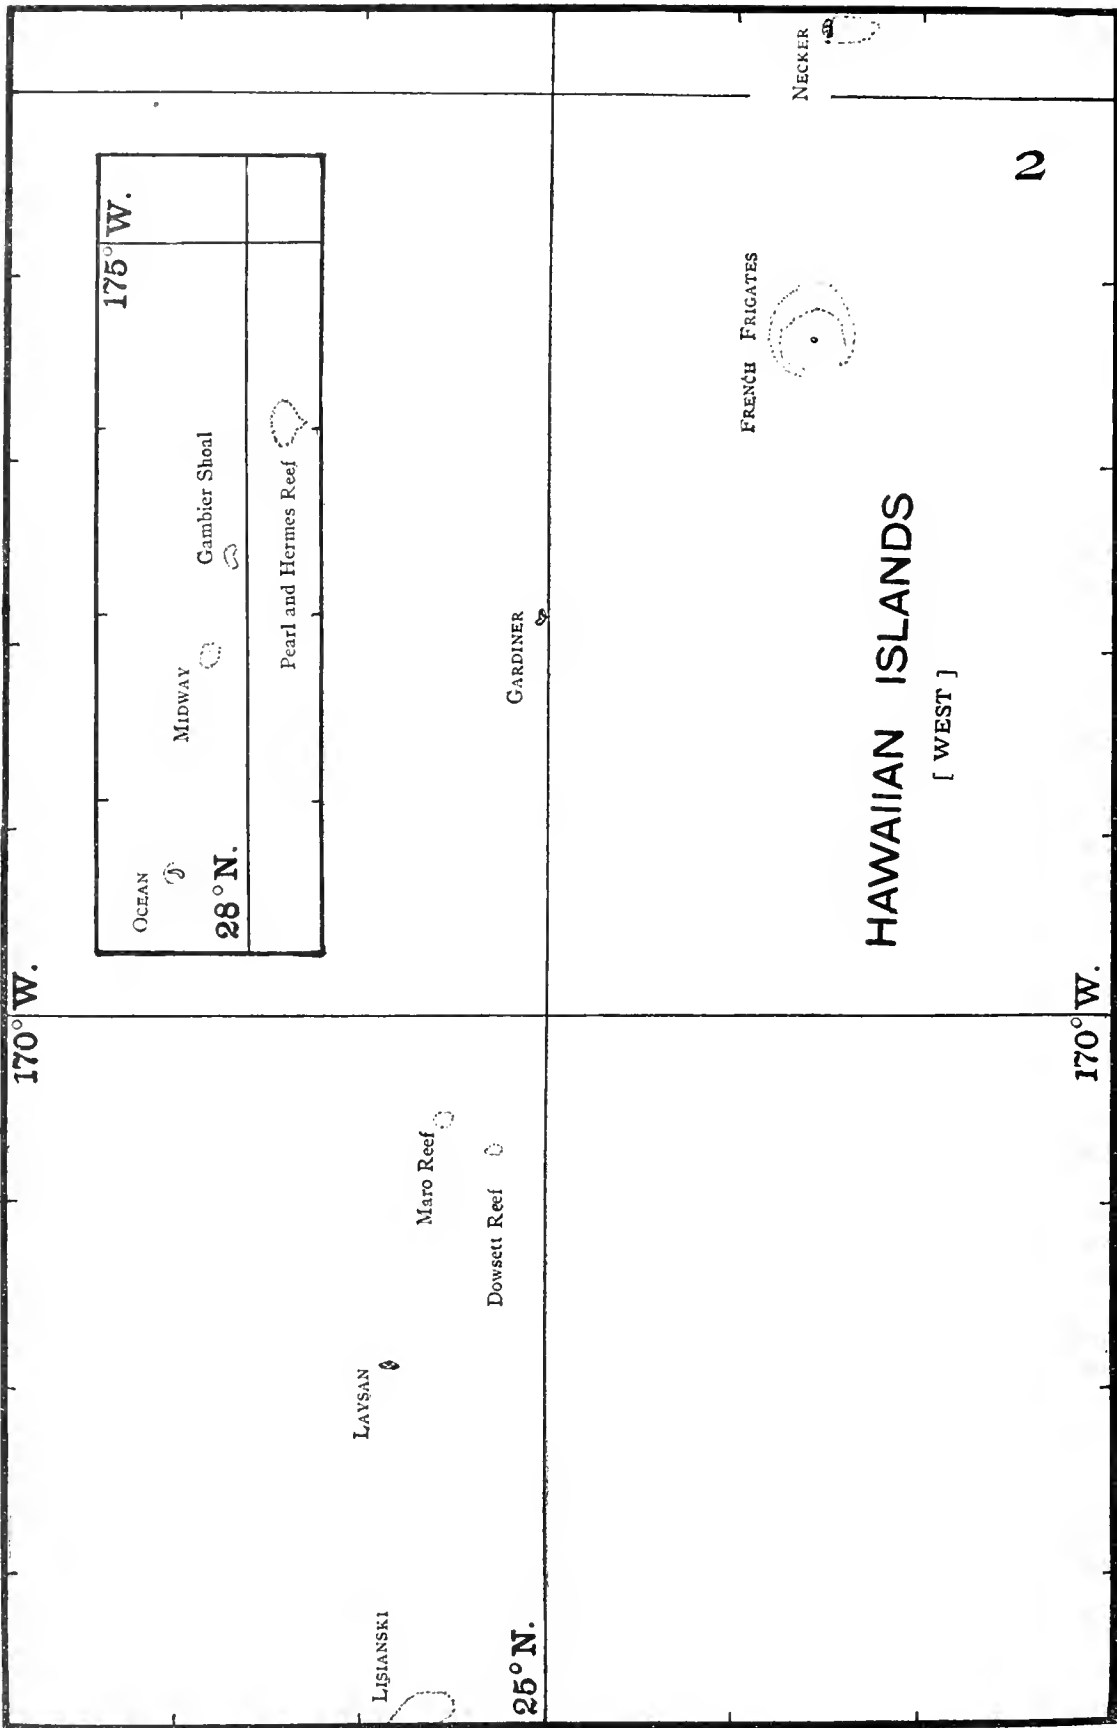 170° W.
175° W.
OCEAN
MIDWAY
Gambier Shoal
28° N.
Pearl and Hermes Reef
LISIANSKI
LAYSAN
Maro Reef
Dowsett Reef
GARDINER
25° N.
FRENCH FRIGATES
NECKER
HAWAIIAN ISLANDS
[ WEST ]
170° W.
2